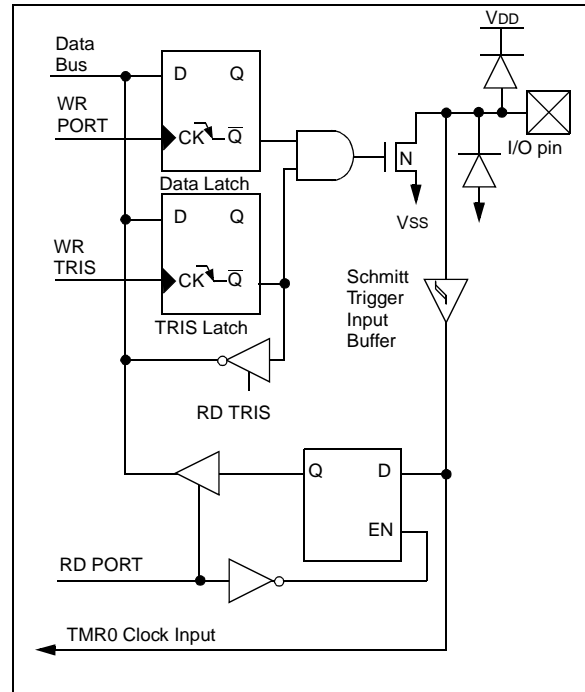 Data
Bus
VDD
D Q
WR
PORT
CK Q
N
I/O pin
Data Latch
VSS
D Q
WR
TRIS
CK Q
Schmitt
Trigger
Input
Buffer
TRIS Latch
RD TRIS
Q D
EN
RD PORT
TMR0 Clock Input